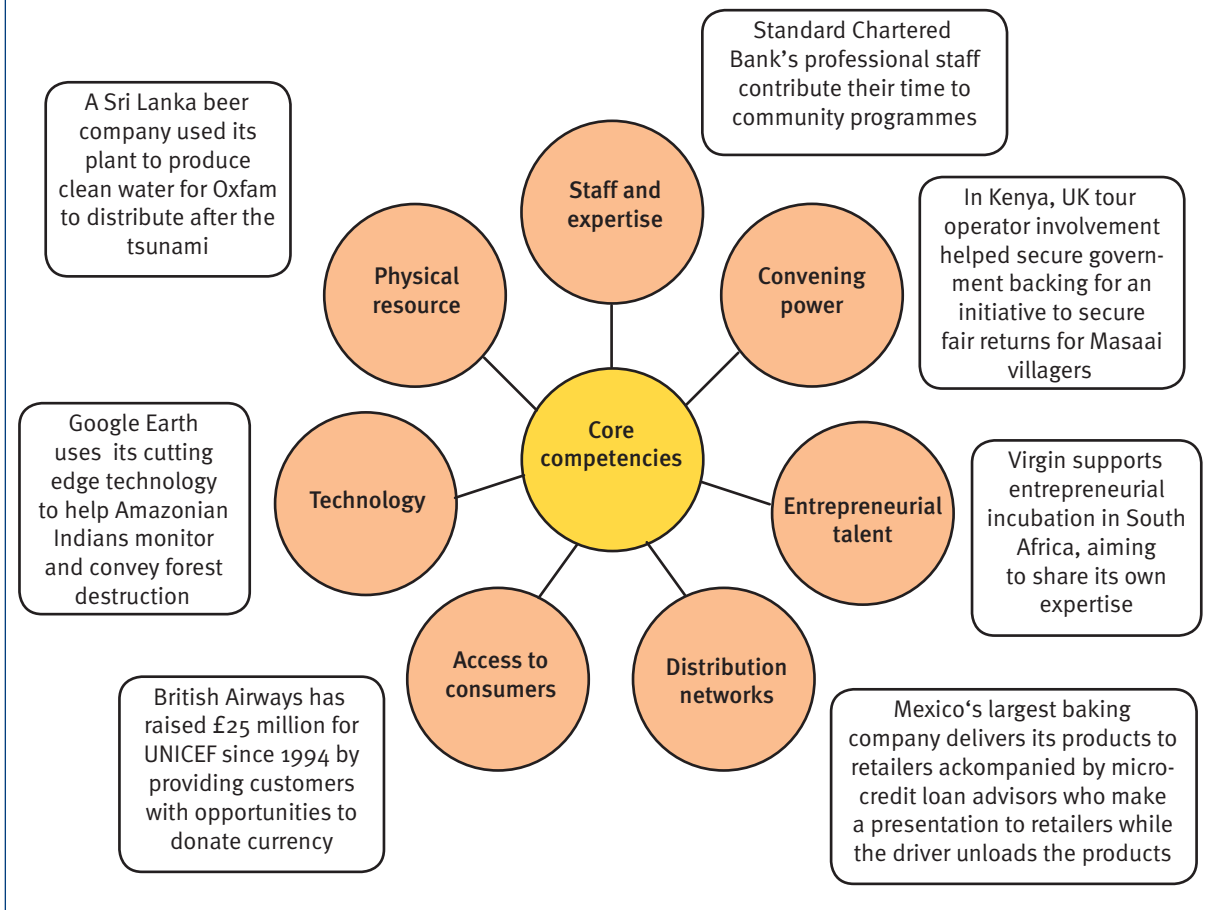 Standard Chartered
Bank's professional staff
contribute their time to
community programmes
A Sri Lanka beer
company used its
plant to produce
clean water for Oxfam
to distribute after the
tsunami
Staff and
expertise
In Kenya, UK tour
operator involvement
helped secure govern-
ment backing for an
initiative to secure
fair returns for Masaai
villagers
Physical
resource
Convening
power
Google Earth
uses its cutting
edge technology
to help Amazonian
Indians monitor
and convey forest
destruction
Core
competencies
Technology
Entrepreneurial
talent
Virgin supports
entrepreneurial
incubation in South
Africa, aiming
to share its own
expertise
Access to
consumers
Distribution
networks
British Airways has
raised £25 million for
UNICEF since 1994 by
providing customers
with opportunities to
donate currency
Mexico‘s largest baking
company delivers its products to
retailers ackompanied by micro-
credit loan advisors who make
a presentation to retailers while
the driver unloads the products